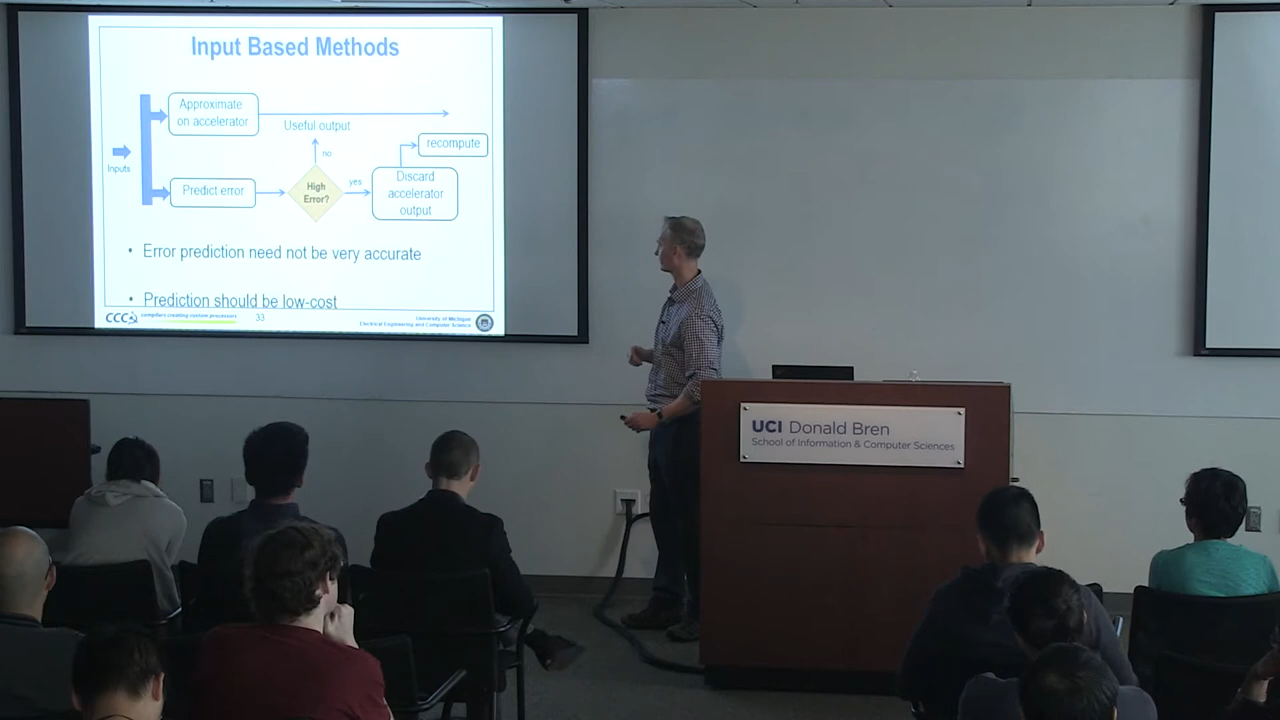 Input Based Methods
Approximate
on accelerator
Useful output
recompute
no
Inputs
Predict error
High
Error?
yes
Discard
accelerator
output
• Error prediction need not be very accurate
• Prediction should be low-cost
CCC
compilers creating custom processors
33
University of Michigan
Electrical Engineering and Computer Science
UCI Donald Bren
School of Information & Computer Sciences